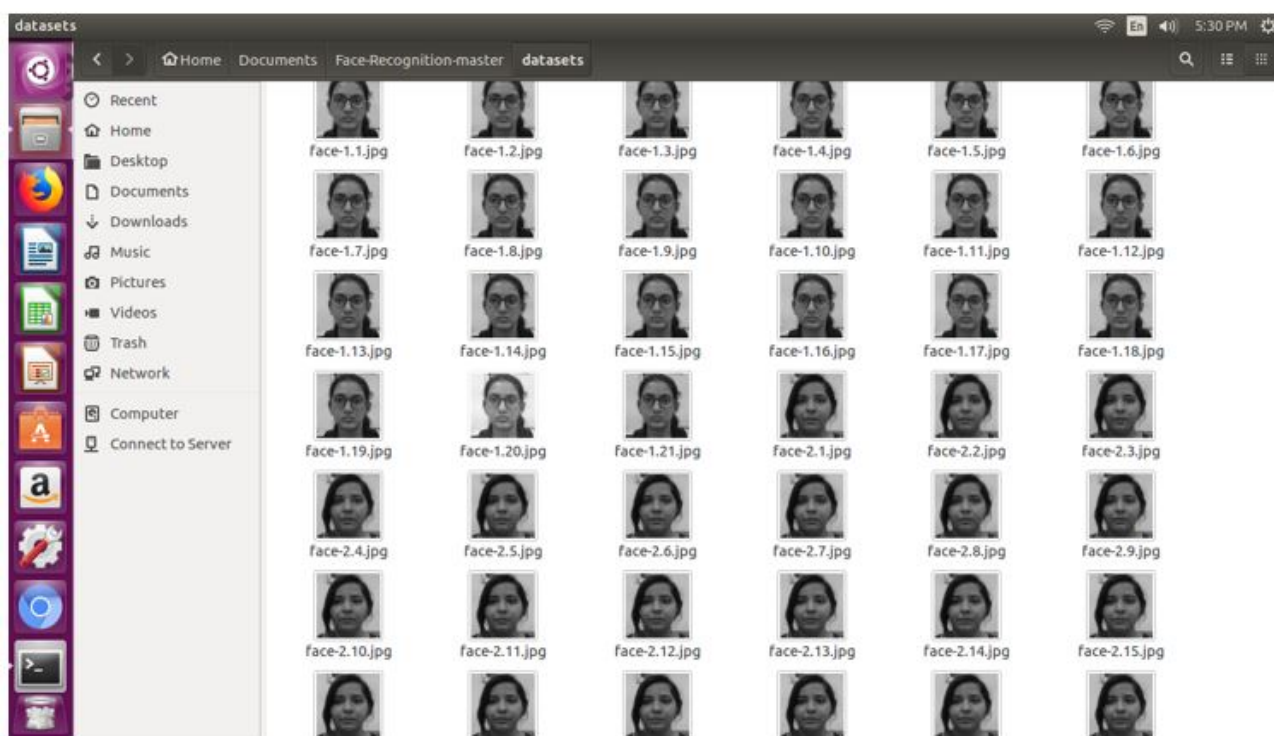 datasets
En
5:30 PM
Home Documents Face-Recognition-master datasets
Recent
Home
Desktop
Documents
Downloads
Music
Pictures
Videos
Trash
Network
Computer
Connect to Server
face-1.1.jpg face-1.2.jpg face-1.3.jpg face-1.4.jpg face-1.5.jpg face-1.6.jpg
face-1.7.jpg face-1.8.jpg face-1.9.jpg face-1.10.jpg face-1.11.jpg face-1.12.jpg
face-1.13.jpg face-1.14.jpg face-1.15.jpg face-1.16.jpg face-1.17.jpg face-1.18.jpg
face-1.19.jpg face-1.20.jpg face-1.21.jpg face-2.1.jpg face-2.2.jpg face-2.3.jpg
face-2.4.jpg face-2.5.jpg face-2.6.jpg face-2.7.jpg face-2.8.jpg face-2.9.jpg
face-2.10.jpg face-2.11.jpg face-2.12.jpg face-2.13.jpg face-2.14.jpg face-2.15.jpg